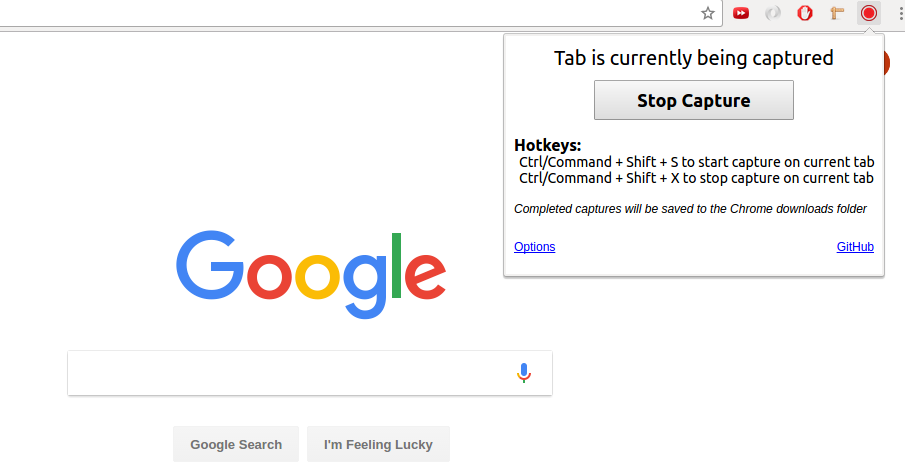 Tab is currently being captured
Stop Capture
Hotkeys:
Ctrl/Command + Shift + S to start capture on current tab
Ctrl/Command + Shift + X to stop capture on current tab
Completed captures will be saved to the Chrome downloads folder
Options GitHub
Google
Google Search I'm Feeling Lucky